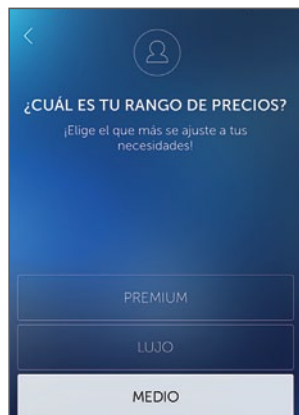 ¿CUÁL ES TU RANGO DE PRECIOS?
¡Elige el que más se ajuste a tus
necesidades!
PREMIUM
LUJO
MEDIO